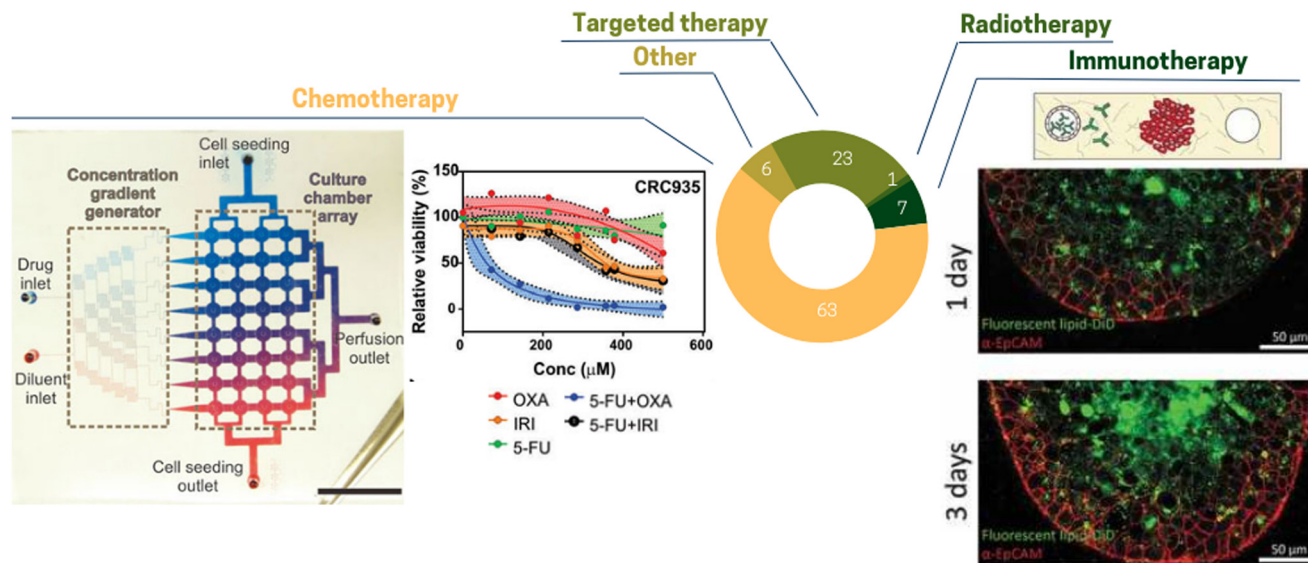 Targeted therapy
Other
Chemotherapy
Radiotherapy
Immunotherapy
6
23
1
7
63
Cell seeding
inlet
Concentration
gradient
generator
Culture
chamber
array
Drug
inlet
Diluent
inlet
Perfusion
outlet
Cell seeding
outlet
CRC935
Relative viability (%)
150
100
50
0
0
200
400
600
Conc (μM)
OXA
IRI
5-FU
5-FU+OXA
5-FU+IRI
1 day
Fluorescent lipid-DiD
α-EpCAM
50 μm
3 days
Fluorescent lipid-DiD
α-EpCAM
50 μm